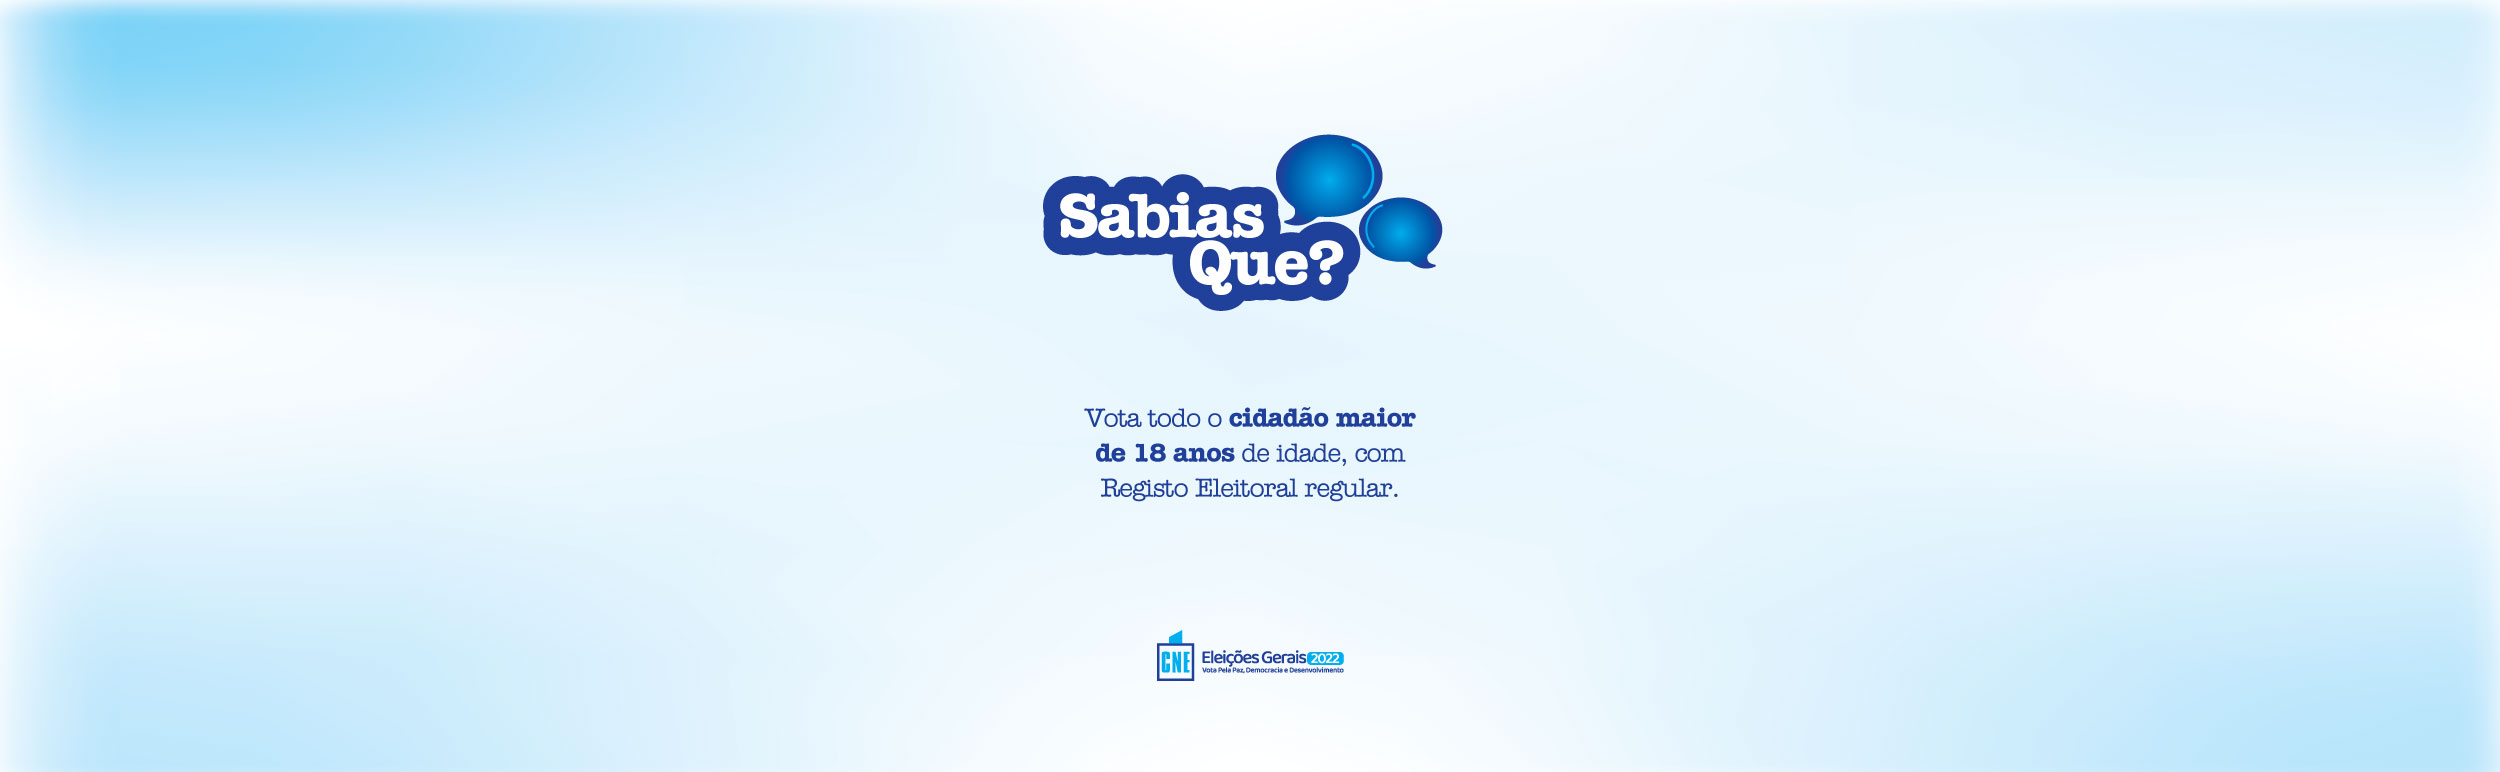 Sabias
Que?
Vota todo o cidadão maior
de 18 anos de idade, com
Registo Eleitoral regular.
CNE
Eleições Gerais 2022
Vota Pela Paz, Democracia e Desenvolvimento